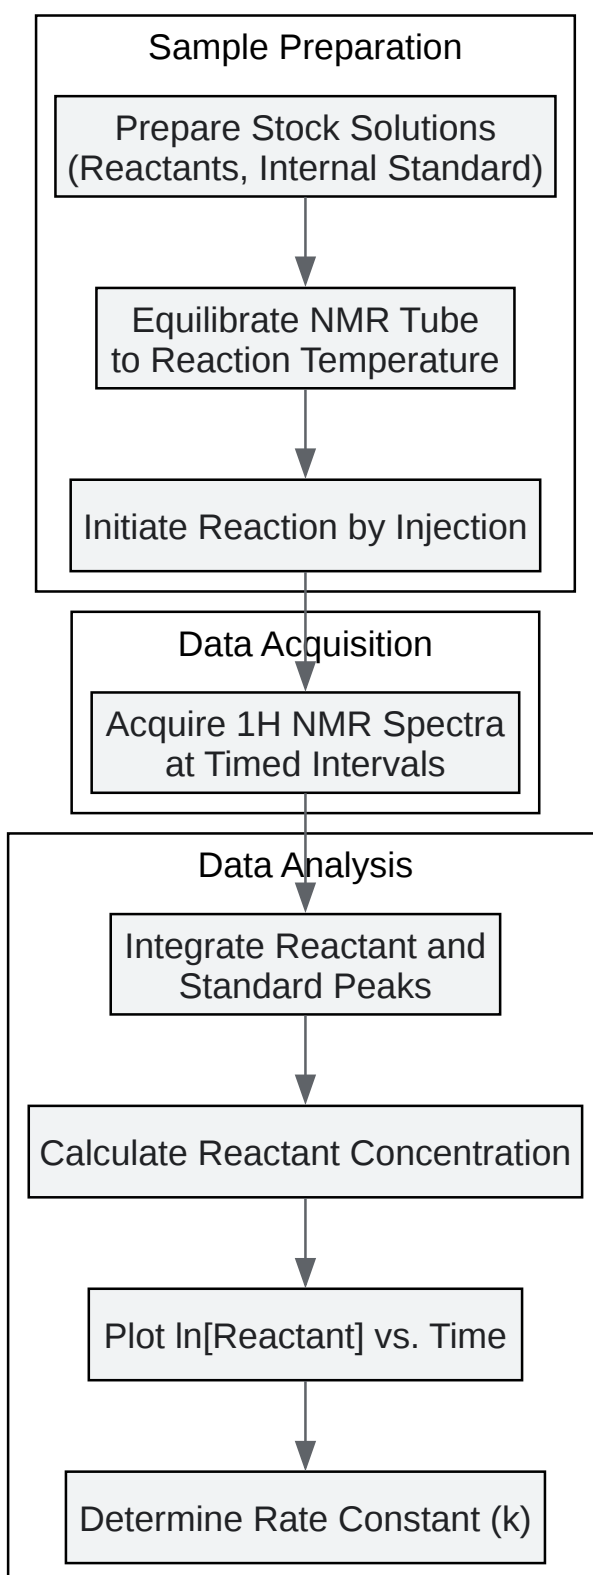 Sample Preparation
Prepare Stock Solutions
(Reactants, Internal Standard)
Equilibrate NMR Tube
to Reaction Temperature
Initiate Reaction by Injection
Data Acquisition
Acquire 1H NMR Spectra
at Timed Intervals
Data Analysis
Integrate Reactant and
Standard Peaks
Calculate Reactant Concentration
Plot ln[Reactant] vs. Time
Determine Rate Constant (k)